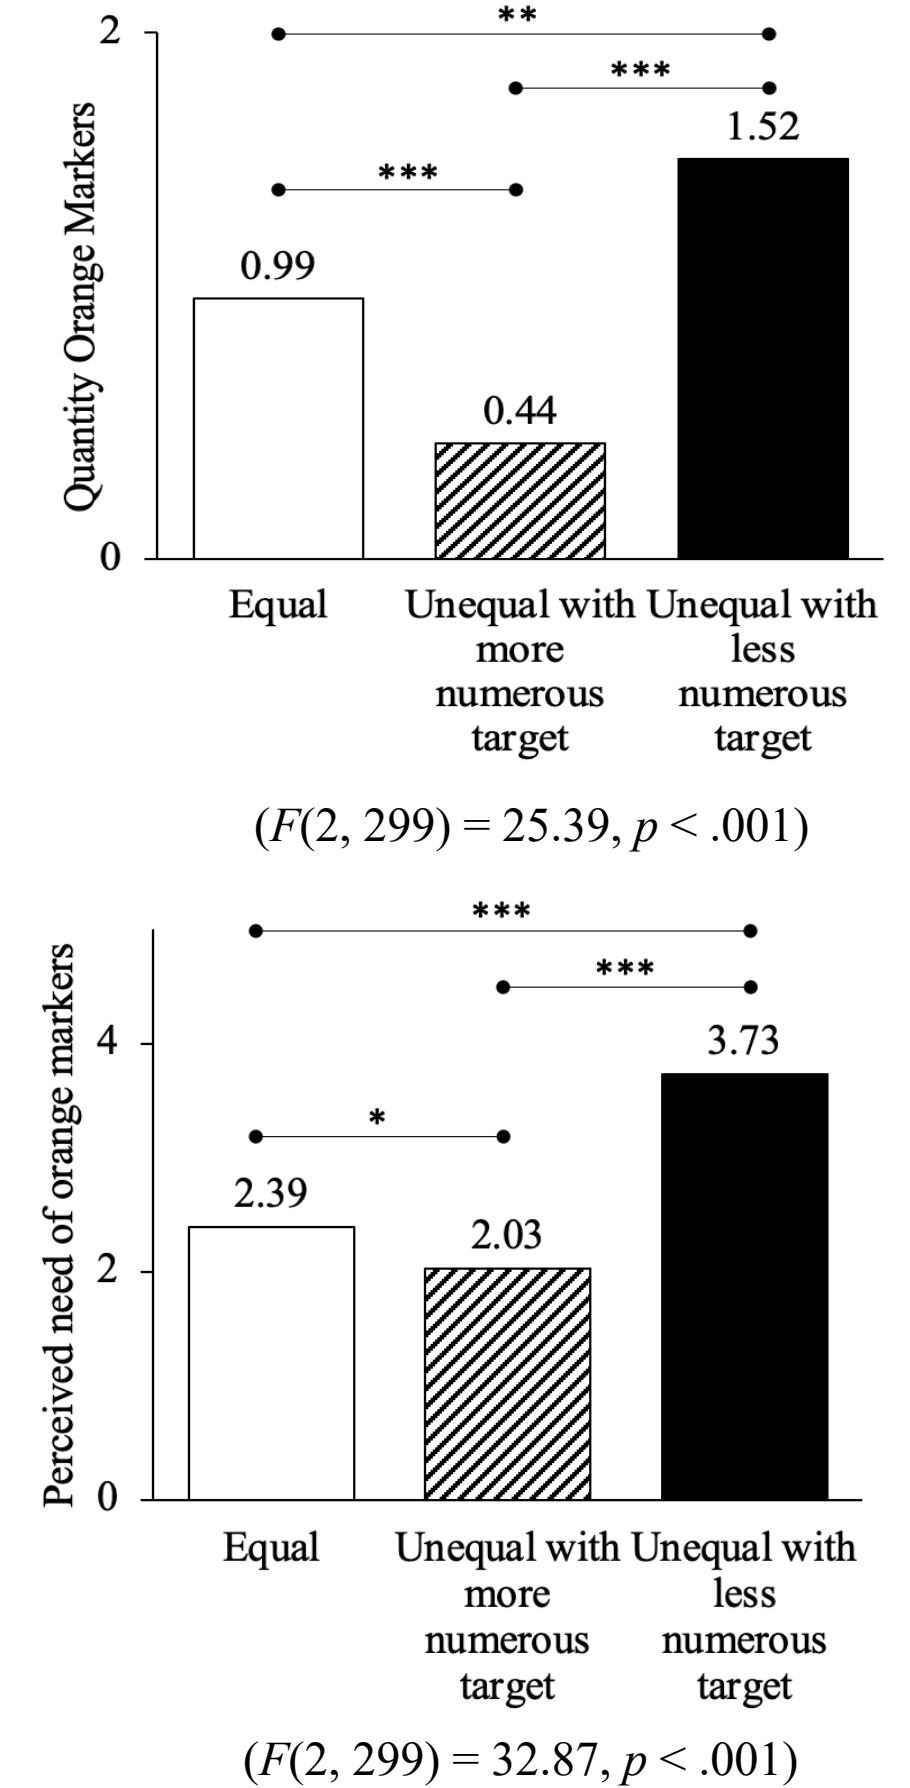 Quantity Orange Markers
2
0
**
***
***
1.52
0.99
0.44
Equal
Unequal with more numerous target
Unequal with less numerous target
(F(2, 299) = 25.39, p < .001)
Perceived need of orange markers
4
2
0
***
***
*
3.73
2.39
2.03
Equal
Unequal with more numerous target
Unequal with less numerous target
(F(2, 299) = 32.87, p < .001)